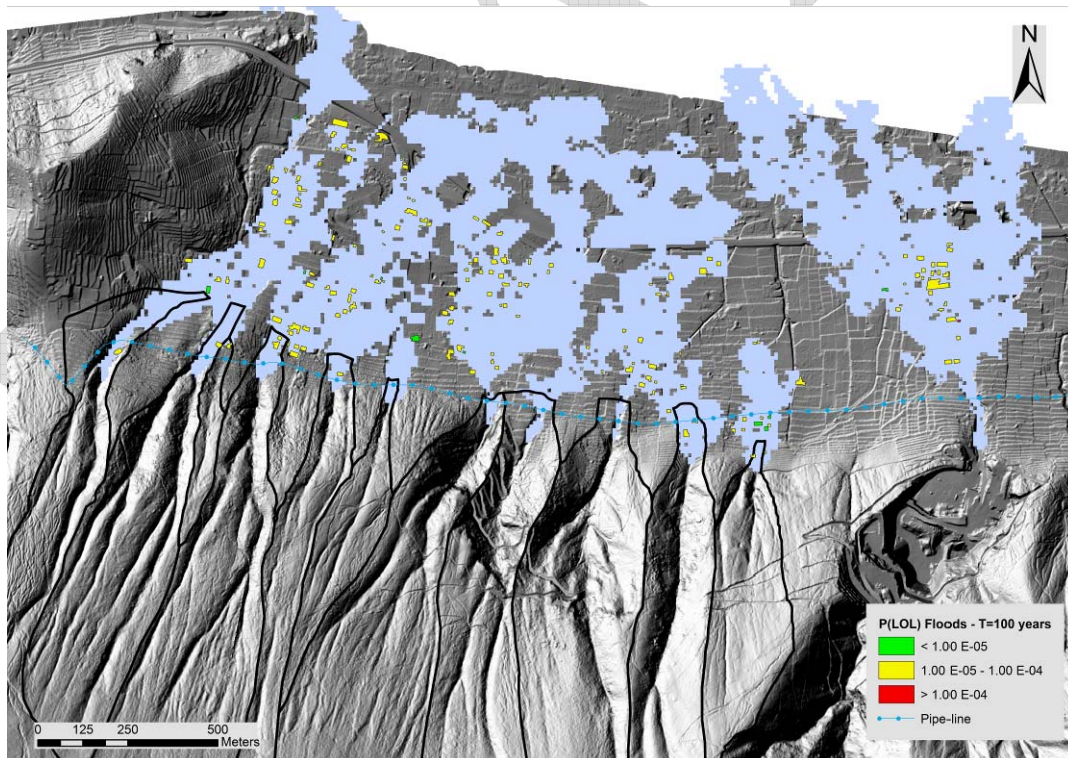 N
P(LOL) Floods - T=100 years
< 1.00 E-05
1.00 E-05 - 1.00 E-04
> 1.00 E-04
Pipe-line
0 125 250 500
Meters